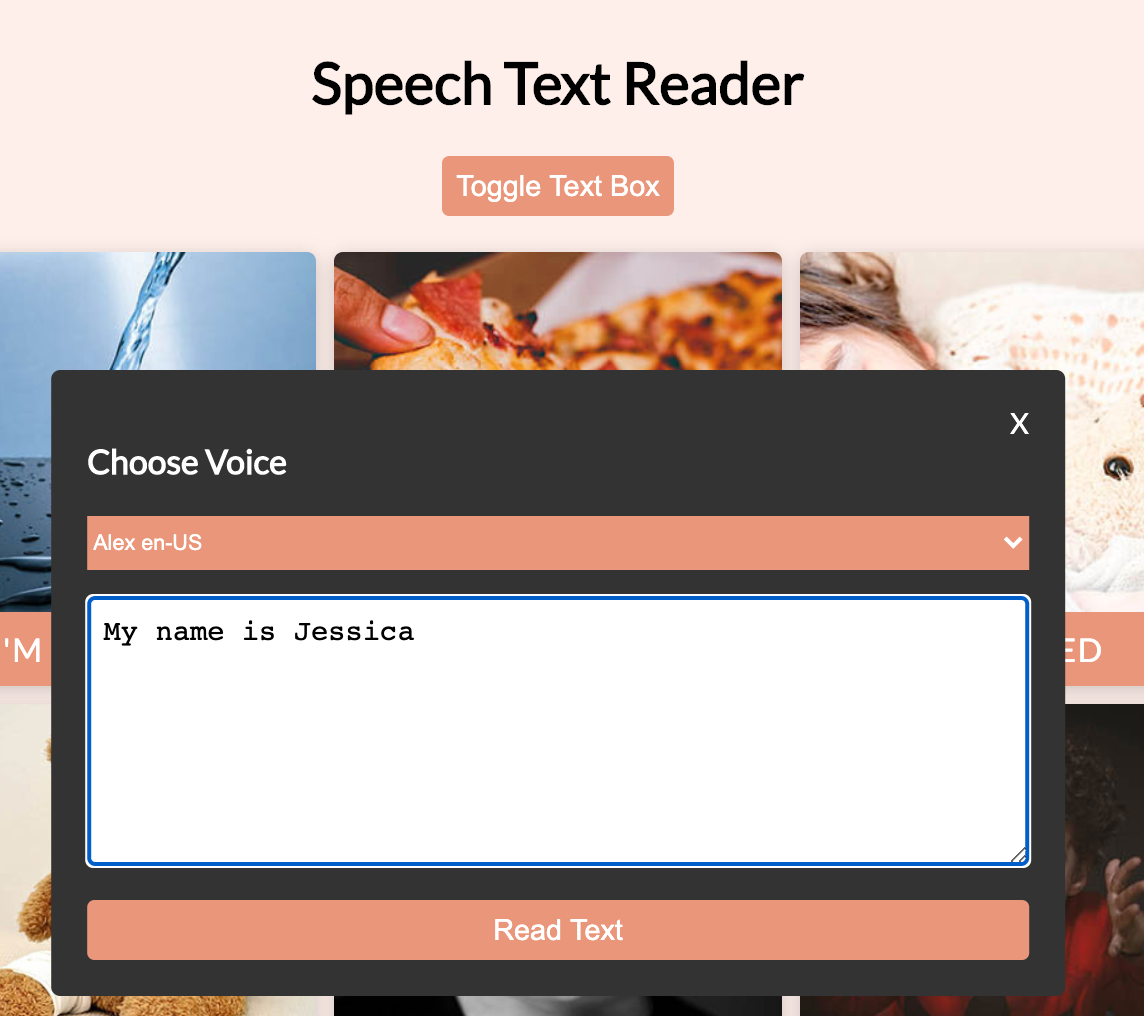 Speech Text Reader
Toggle Text Box
X
Choose Voice
Alex en-US
My name is Jessica
'M
ED
Read Text